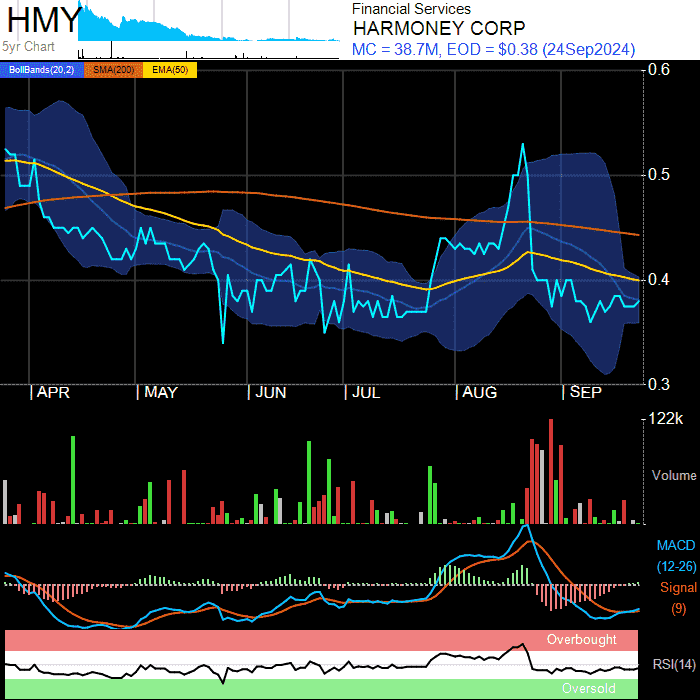 HMY
5yr Chart
Financial Services
HARMONEY CORP
MC = 38.7M, EOD = $0.38 (24Sep2024)
BollBands(20,2) SMA(200) EMA(50)
0.6
0.5
0.4
0.3
APR MAY JUN JUL AUG SEP
122k
Volume
MACD
(12-26)
Signal
(9)
Overbought
RSI(14)
Oversold